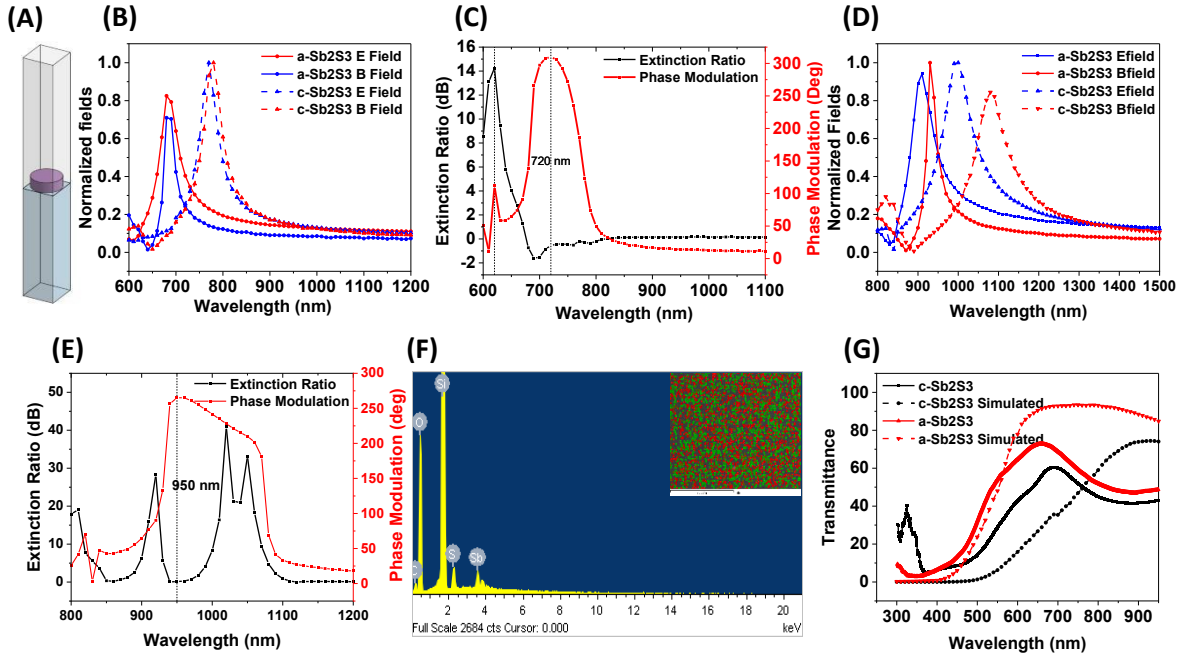 (A)
(B)
a-Sb2S3 E Field
a-Sb2S3 B Field
c-Sb2S3 E Field
c-Sb2S3 B Field
1.0
0.8
0.6
0.4
0.2
0.0
Normalized fields
600 700 800 900 1000 1100 1200
Wavelength (nm)
(C)
Extinction Ratio
Phase Modulation
720 nm
16
14
12
10
8
6
4
2
0
-2
Extinction Ratio (dB)
300
250
200
150
100
50
0
Phase Modulation (Deg)
600 700 800 900 1000 1100
Wavelength (nm)
(D)
a-Sb2S3 Efield
a-Sb2S3 Bfield
c-Sb2S3 Efield
c-Sb2S3 Bfield
1.0
0.8
0.6
0.4
0.2
0.0
Normalized Fields
800 900 1000 1100 1200 1300 1400 1500
Wavelength (nm)
(E)
Extinction Ratio
Phase Modulation
950 nm
50
40
30
20
10
0
Extinction Ratio (dB)
300
250
200
150
100
50
0
Phase Modulation (deg)
800 900 1000 1100 1200
Wavelength (nm)
(F)
Si
O
C
S
Sb
2 4 6 8 10 12 14 16 18 20
Full Scale 2684 cts Cursor: 0.000
keV
(G)
c-Sb2S3
c-Sb2S3 Simulated
a-Sb2S3
a-Sb2S3 Simulated
100
80
60
40
20
0
Transmittance
300 400 500 600 700 800 900
Wavelength (nm)